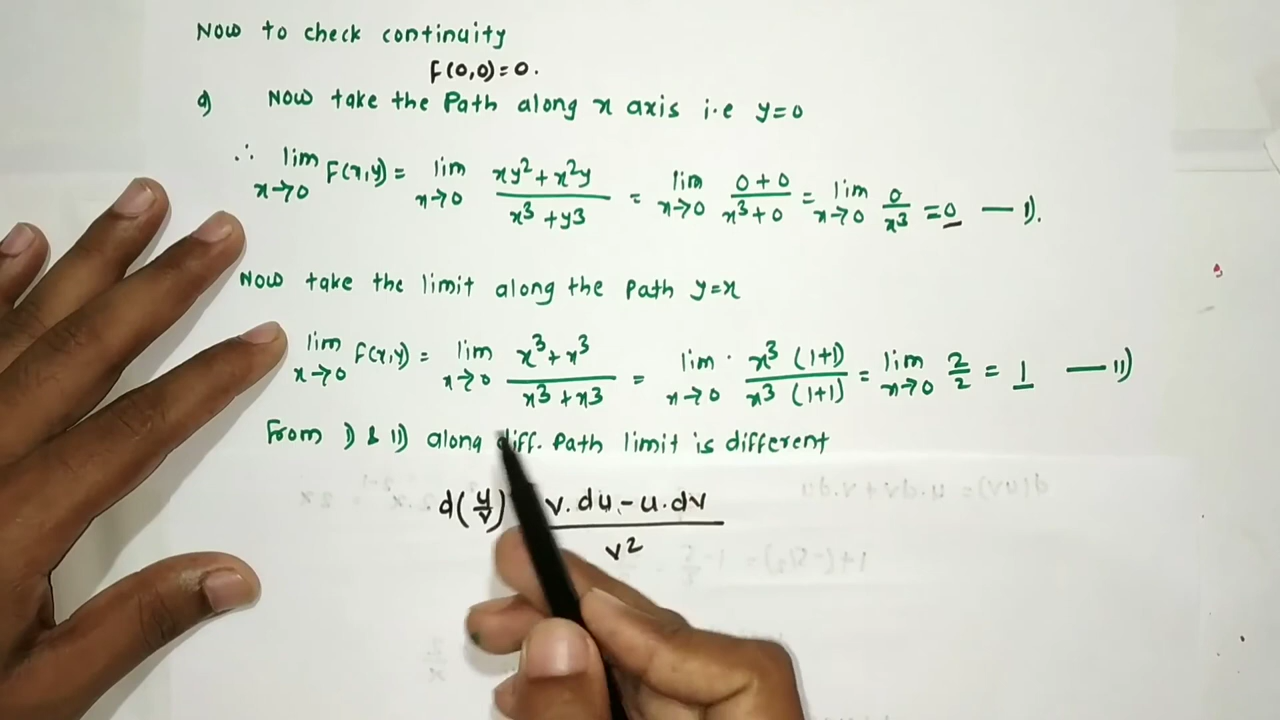 Now to check continuity
F(0,0)=0.
a) Now take the Path along x axis i.e y=0
∴ lim x→0 F(x,y) = lim x→0 (xy²+x²y)/(x³+y3) = lim x→0 (0+0)/(x³+0) = lim x→0 0/x³ = 0 — I).
Now take the limit along the Path y=x
lim x→0 F(x,y) = lim x→0 (x³+x³)/(x³+x3) = lim x→0 x³(1+1)/x³(1+1) = lim x→0 2/2 = 1 — II)
From I) & II) along diff. Path limit is different
d(u/v) (v.du-u.dv)/v²